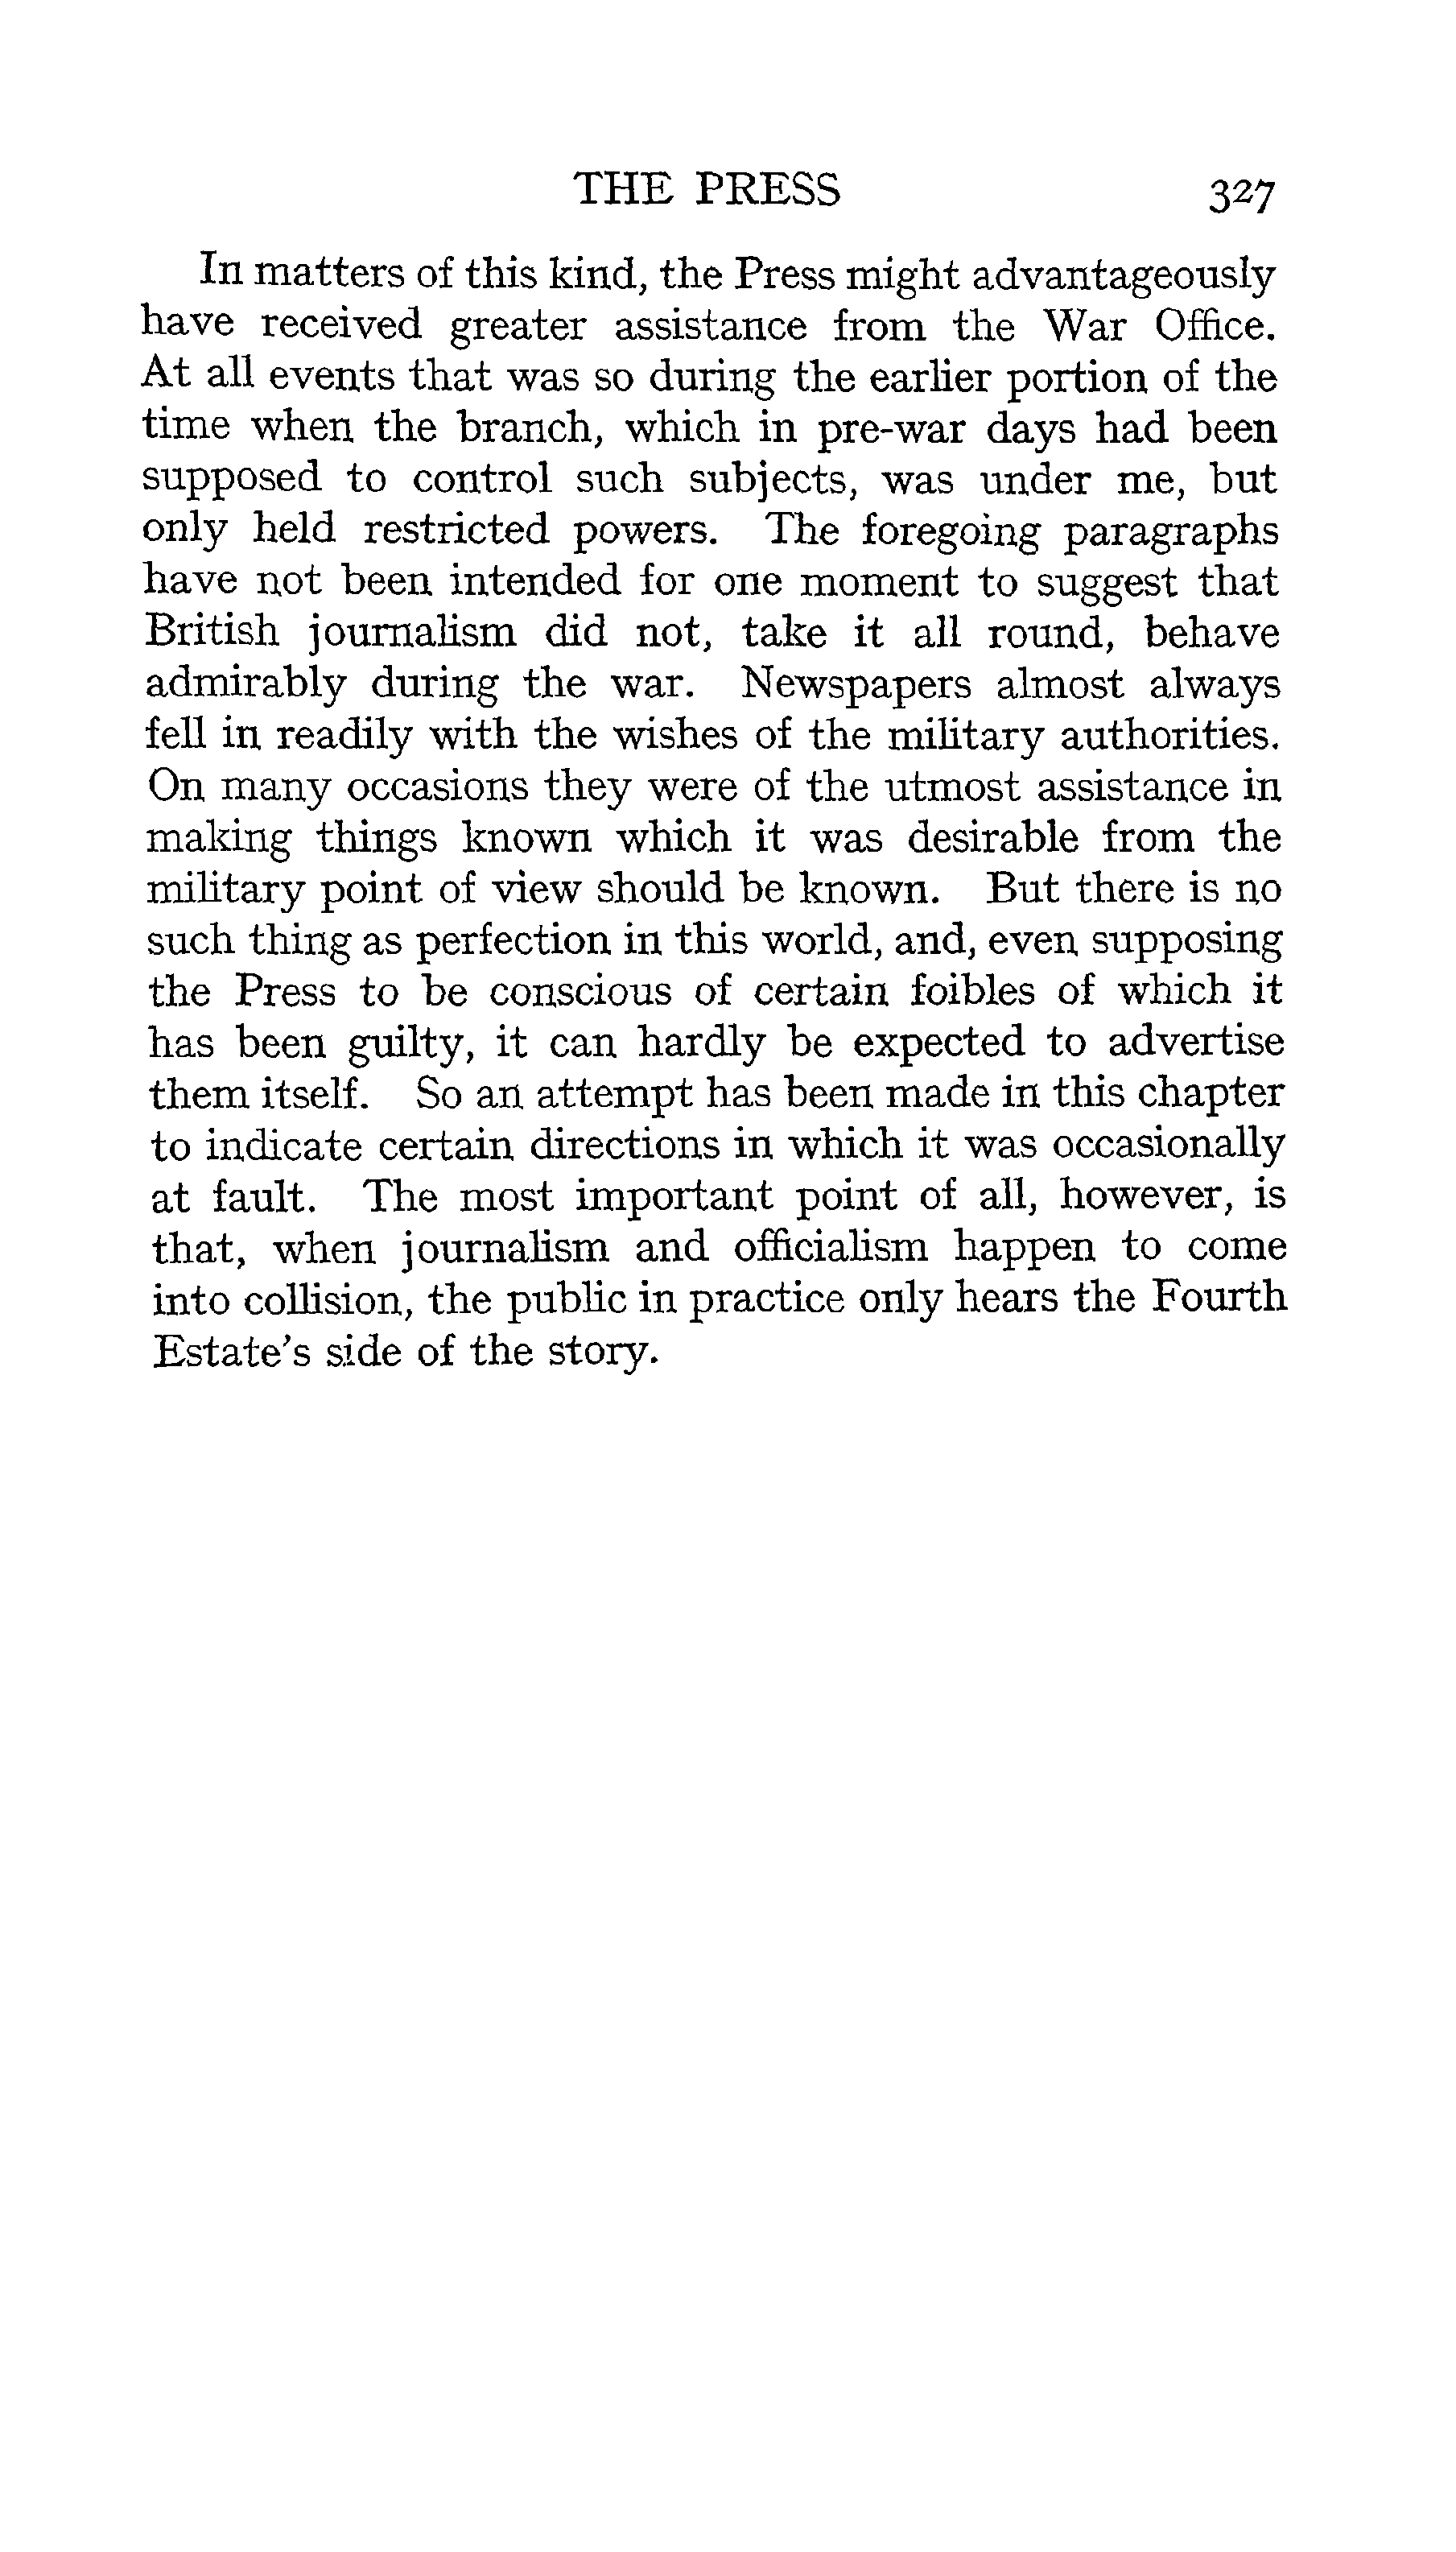 THE PRESS 327
In matters of this kind, the Press might advantageously
have received greater assistance from the War Office.
At all events that was so during the earlier portion of the
time when the branch, which in pre-war days had been
supposed to control such subjects, was under me, but
only held restricted powers. The foregoing paragraphs
have not been intended for one moment to suggest that
British journalism did not, take it all round, behave
admirably during the war. Newspapers almost always
fell in readily with the wishes of the military authorities.
On many occasions they were of the utmost assistance in
making things known which it was desirable from the
military point of view should be known. But there is no
such thing as perfection in this world, and, even supposing
the Press to be conscious of certain foibles of which it
has been guilty, it can hardly be expected to advertise
them itself. So an attempt has been made in this chapter
to indicate certain directions in which it was occasionally
at fault. The most important point of all, however, is
that, when journalism and officialism happen to come
into collision, the public in practice only hears the Fourth
Estate's side of the story.